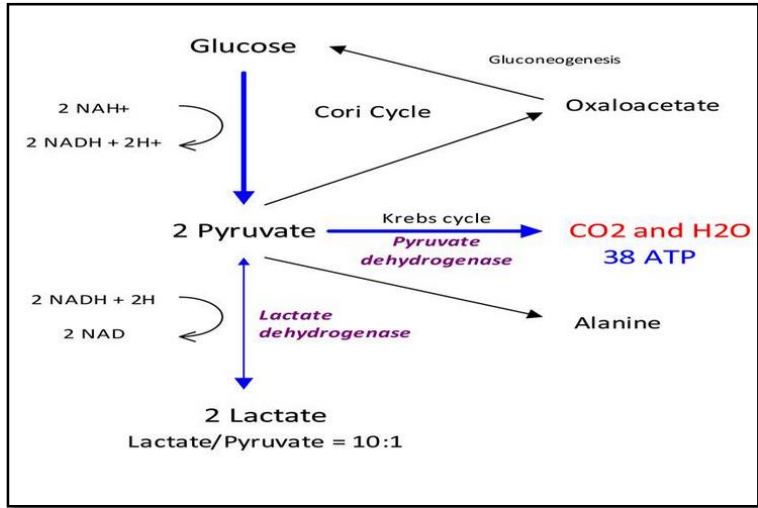 Glucose
Gluconeogenesis
2 NAH+
Cori Cycle
Oxaloacetate
2 NADH + 2H+
2 Pyruvate
Krebs cycle
Pyruvate
dehydrogenase
CO2 and H2O
38 ATP
2 NADH + 2H
2 NAD
Lactate
dehydrogenase
Alanine
2 Lactate
Lactate/Pyruvate = 10:1